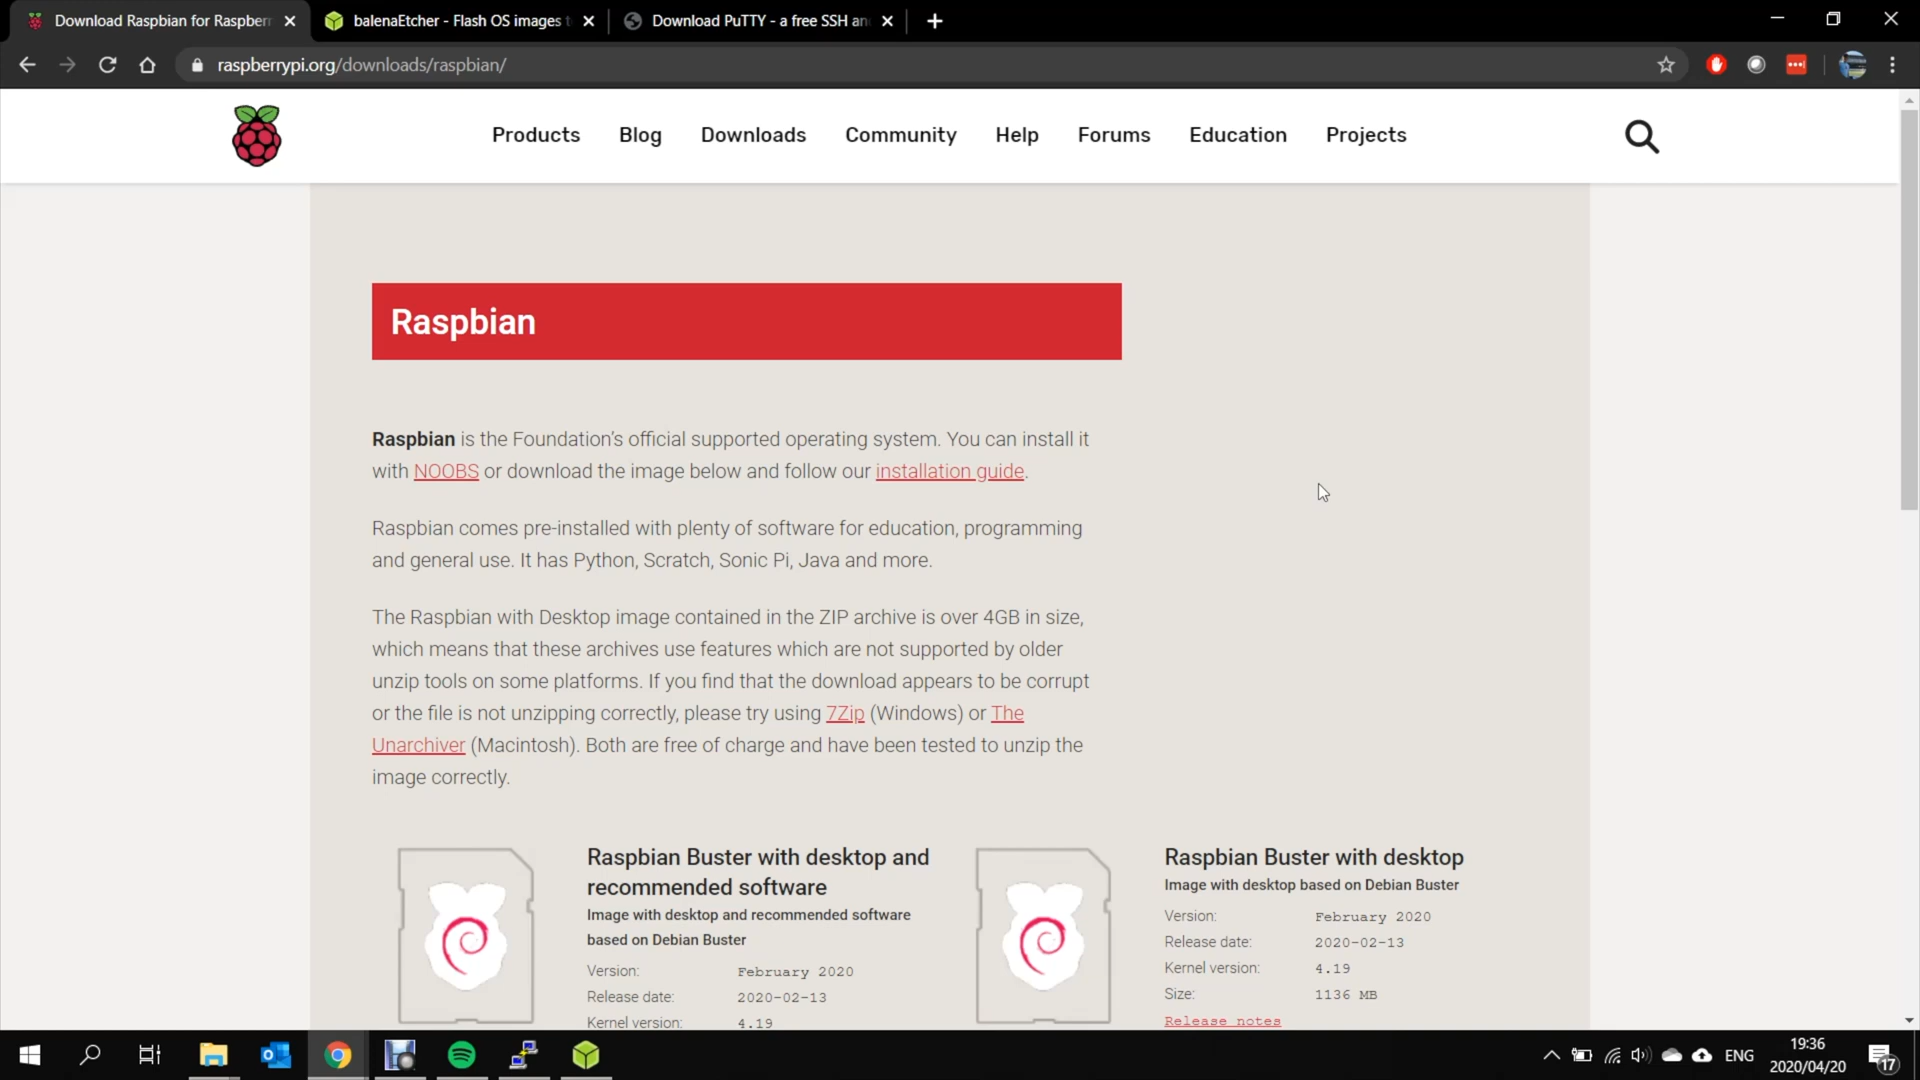 Download Raspbian for Raspberr
balenaEtcher - Flash OS images t
Download PuTTY - a free SSH an
raspberrypi.org/downloads/raspbian/
Products
Blog
Downloads
Community
Help
Forums
Education
Projects
Raspbian
Raspbian is the Foundation's official supported operating system. You can install it
with NOOBS or download the image below and follow our installation guide.
Raspbian comes pre-installed with plenty of software for education, programming
and general use. It has Python, Scratch, Sonic Pi, Java and more.
The Raspbian with Desktop image contained in the ZIP archive is over 4GB in size,
which means that these archives use features which are not supported by older
unzip tools on some platforms. If you find that the download appears to be corrupt
or the file is not unzipping correctly, please try using 7Zip (Windows) or The
Unarchiver (Macintosh). Both are free of charge and have been tested to unzip the
image correctly.
Raspbian Buster with desktop and
recommended software
Image with desktop and recommended software
based on Debian Buster
Version: February 2020
Release date: 2020-02-13
Kernel version: 4.19
Raspbian Buster with desktop
Image with desktop based on Debian Buster
Version: February 2020
Release date: 2020-02-13
Kernel version: 4.19
Size: 1136 MB
Release notes
ENG
19:36
2020/04/20
17